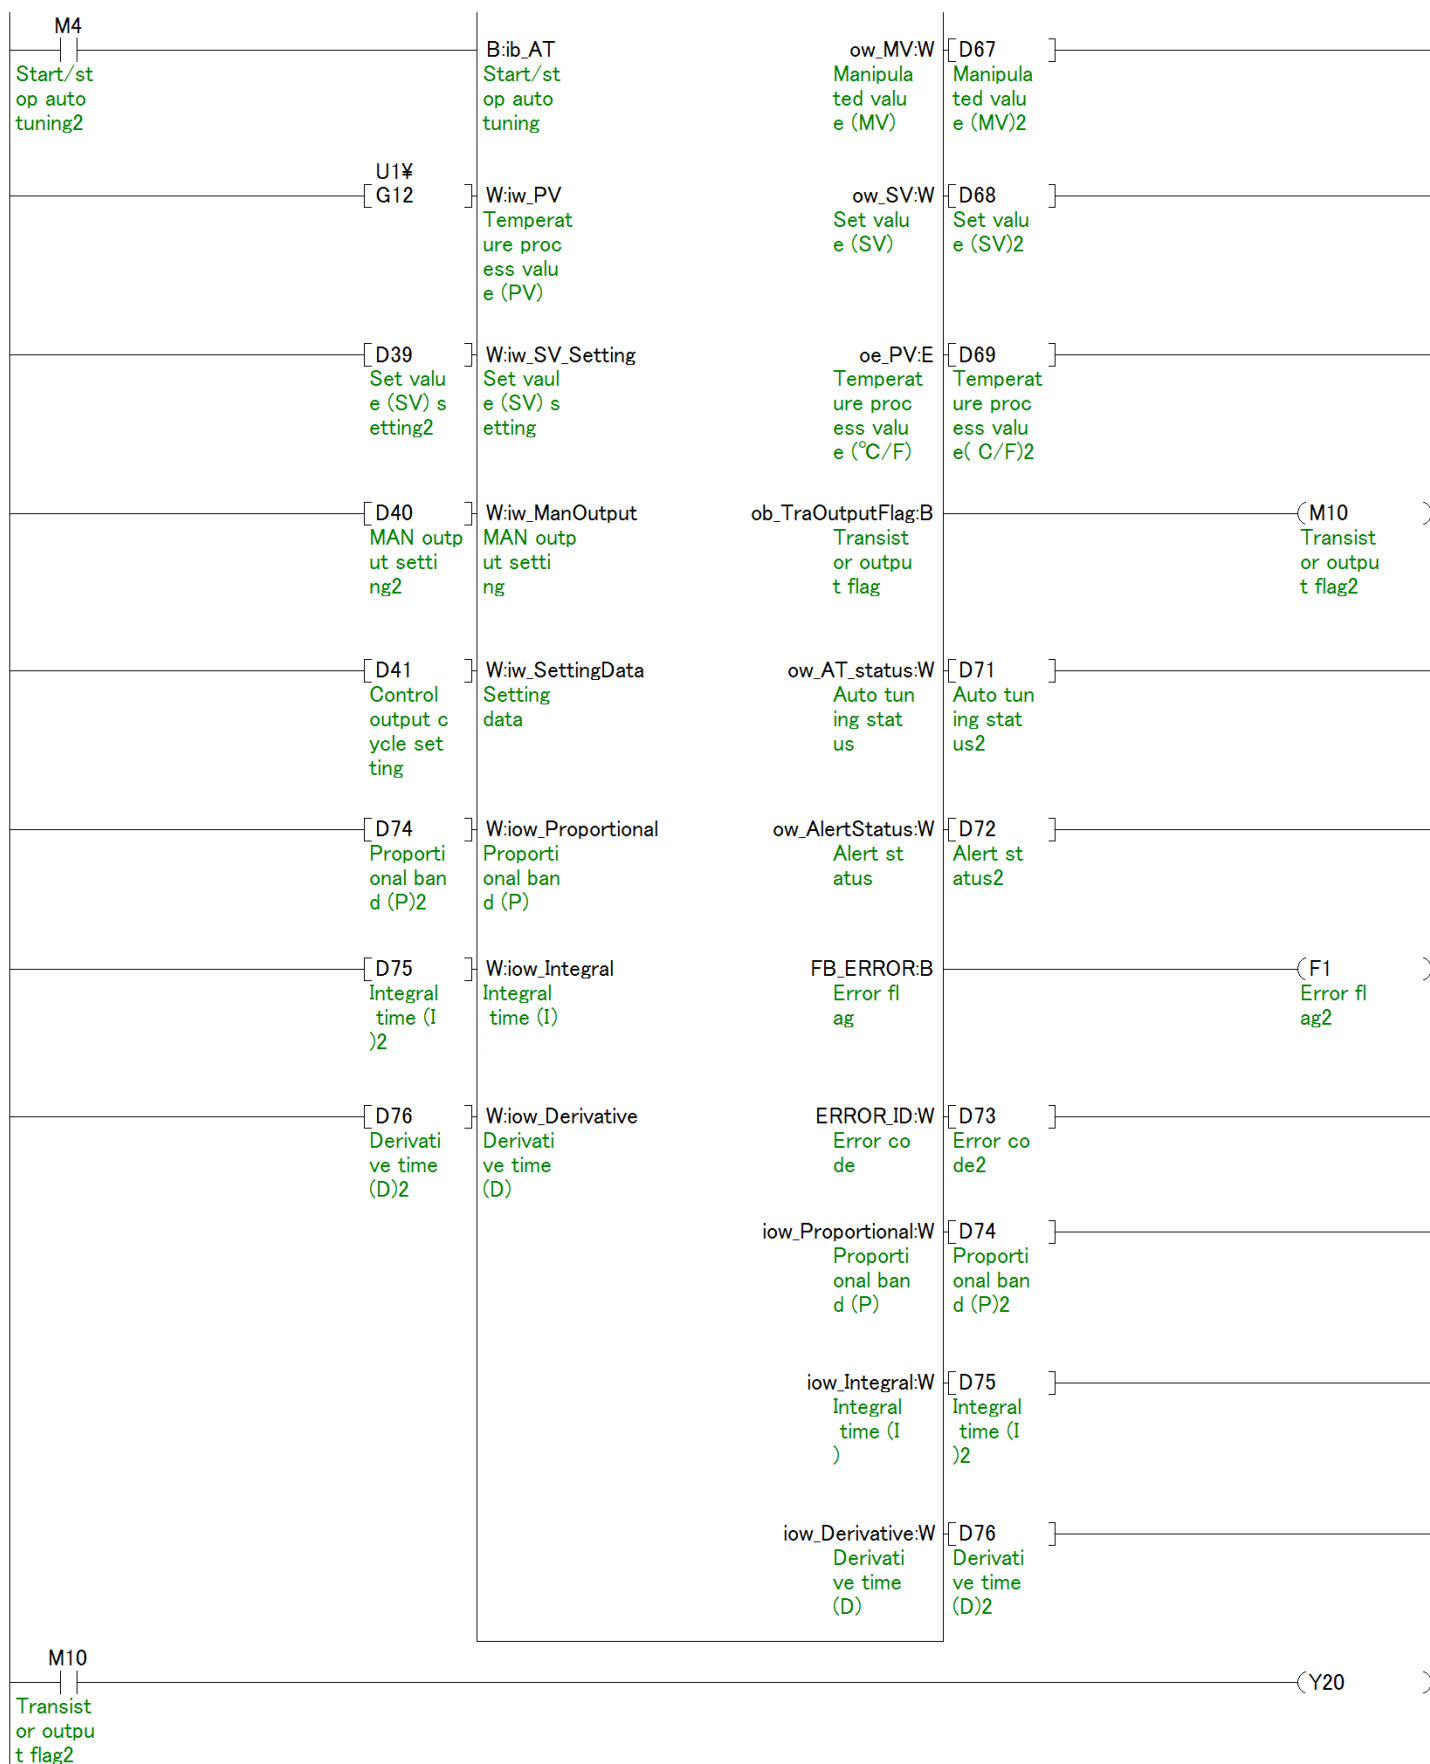 M4
B:ib_AT
ow_MV:W
D67
Start/st
op auto
tuning2
Start/st
op auto
tuning
Manipula
ted valu
e (MV)
Manipula
ted valu
e (MV)2
U1¥
G12
W:iw_PV
ow_SV:W
D68
Temperat
ure proc
ess valu
e (PV)
Set valu
e (SV)
Set valu
e (SV)2
D39
W:iw_SV_Setting
oe_PV:E
D69
Set valu
e (SV) s
etting2
Set vaul
e (SV) s
etting
Temperat
ure proc
ess valu
e (℃/F)
Temperat
ure proc
ess valu
e( C/F)2
D40
W:iw_ManOutput
ob_TraOutputFlag:B
M10
MAN outp
ut setti
ng2
MAN outp
ut setti
ng
Transist
or outpu
t flag
Transist
or outpu
t flag2
D41
W:iw_SettingData
ow_AT_status:W
D71
Control
output c
ycle set
ting
Setting
data
Auto tun
ing stat
us
Auto tun
ing stat
us2
D74
W:iow_Proportional
ow_AlertStatus:W
D72
Proporti
onal ban
d (P)2
Proporti
onal ban
d (P)
Alert st
atus
Alert st
atus2
D75
W:iow_Integral
FB_ERROR:B
F1
Integral
time (I
)2
Integral
time (I)
Error fl
ag
Error fl
ag2
D76
W:iow_Derivative
ERROR_ID:W
D73
Derivati
ve time
(D)2
Derivati
ve time
(D)
Error co
de
Error co
de2
iow_Proportional:W
D74
Proporti
onal ban
d (P)
Proporti
onal ban
d (P)2
iow_Integral:W
D75
Integral
time (I
)
Integral
time (I
)2
iow_Derivative:W
D76
Derivati
ve time
(D)
Derivati
ve time
(D)2
M10
Y20
Transist
or outpu
t flag2